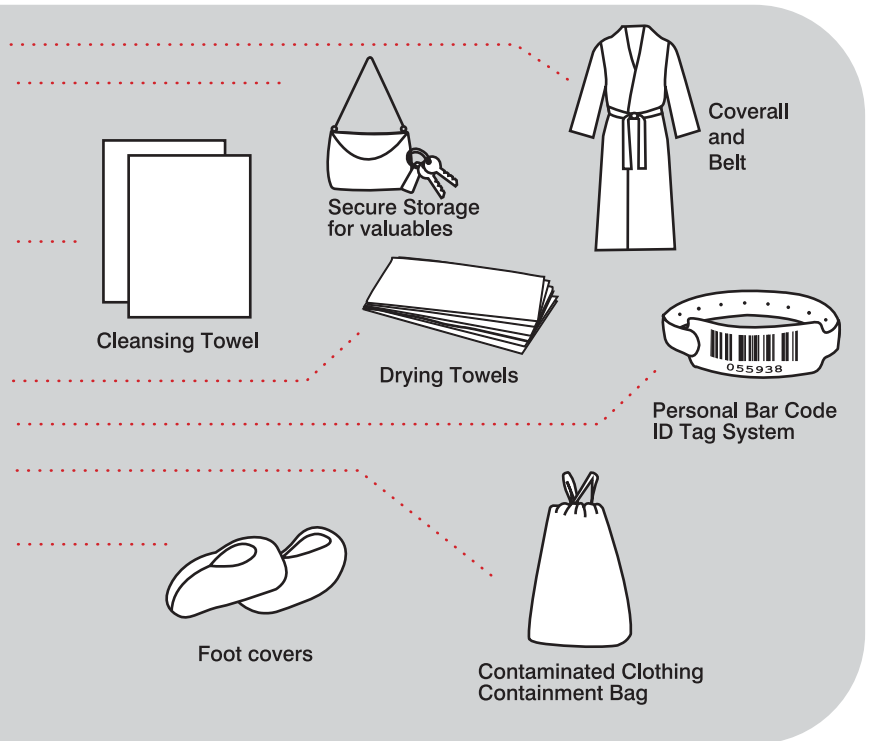 Coverall
and
Belt
Secure Storage
for valuables
Cleansing Towel
Drying Towels
055938
Personal Bar Code
ID Tag System
Foot covers
Contaminated Clothing
Containment Bag